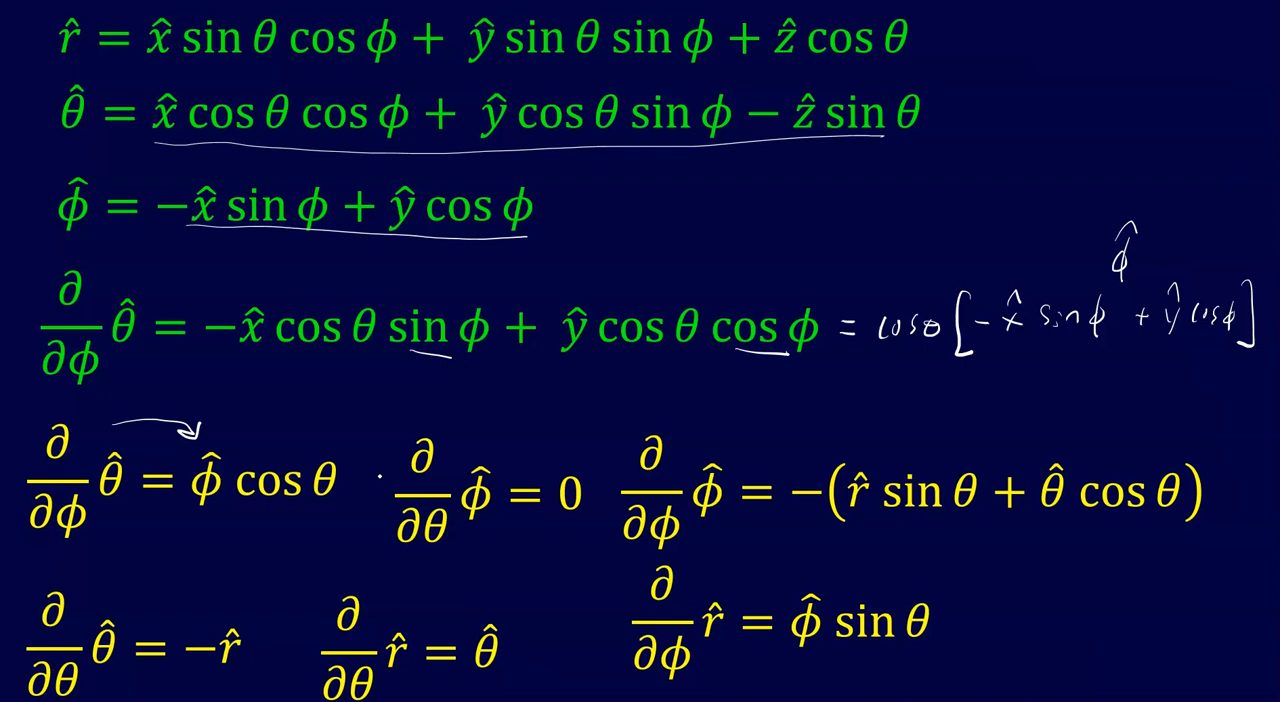 r̂ = x̂ sin θ cos ϕ + ŷ sin θ sin ϕ + ẑ cos θ
θ̂ = x̂ cos θ cos ϕ + ŷ cos θ sin ϕ − ẑ sin θ
ϕ̂ = −x̂ sin ϕ + ŷ cos ϕ
ϕ̂
∂/∂ϕ θ̂ = −x̂ cos θ sin ϕ + ŷ cos θ cos ϕ = cos θ [−x̂ sin ϕ + ŷ cos ϕ]
∂/∂ϕ θ̂ = ϕ̂ cos θ ∂/∂θ ϕ̂ = 0 ∂/∂ϕ ϕ̂ = −(r̂ sin θ + θ̂ cos θ)
∂/∂θ θ̂ = −r̂ ∂/∂θ r̂ = θ̂ ∂/∂ϕ r̂ = ϕ̂ sin θ